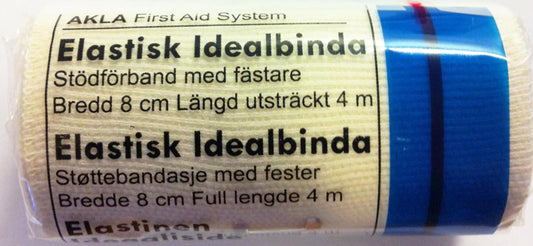 AKLA First Aid System
Elastisk Idealbinda
Stödförband med fästare
Bredd 8 cm Längd utsträckt 4 m
Elastisk Idealbinda
Støttebandasje med fester
Bredde 8 cm Full lengde 4 m
Elastinen